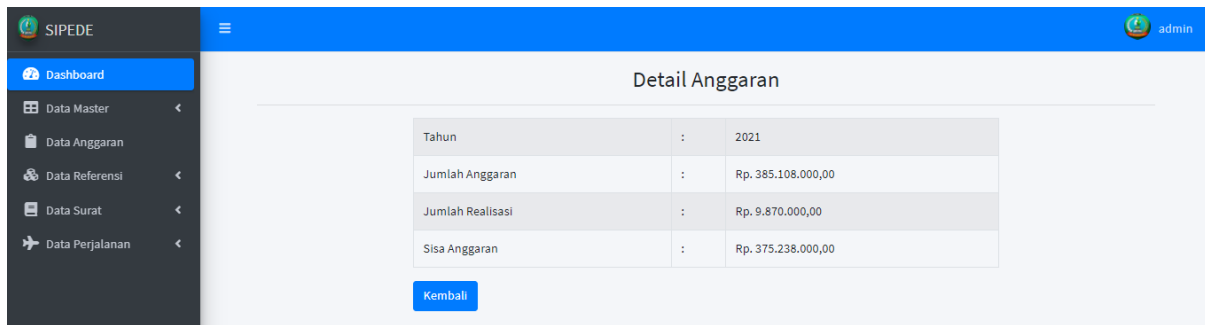 SIPEDE
admin
Dashboard
Data Master
Data Anggaran
Data Referensi
Data Surat
Data Perjalanan
Detail Anggaran
Tahun : 2021
Jumlah Anggaran : Rp. 385.108.000,00
Jumlah Realisasi : Rp. 9.870.000,00
Sisa Anggaran : Rp. 375.238.000,00
Kembali